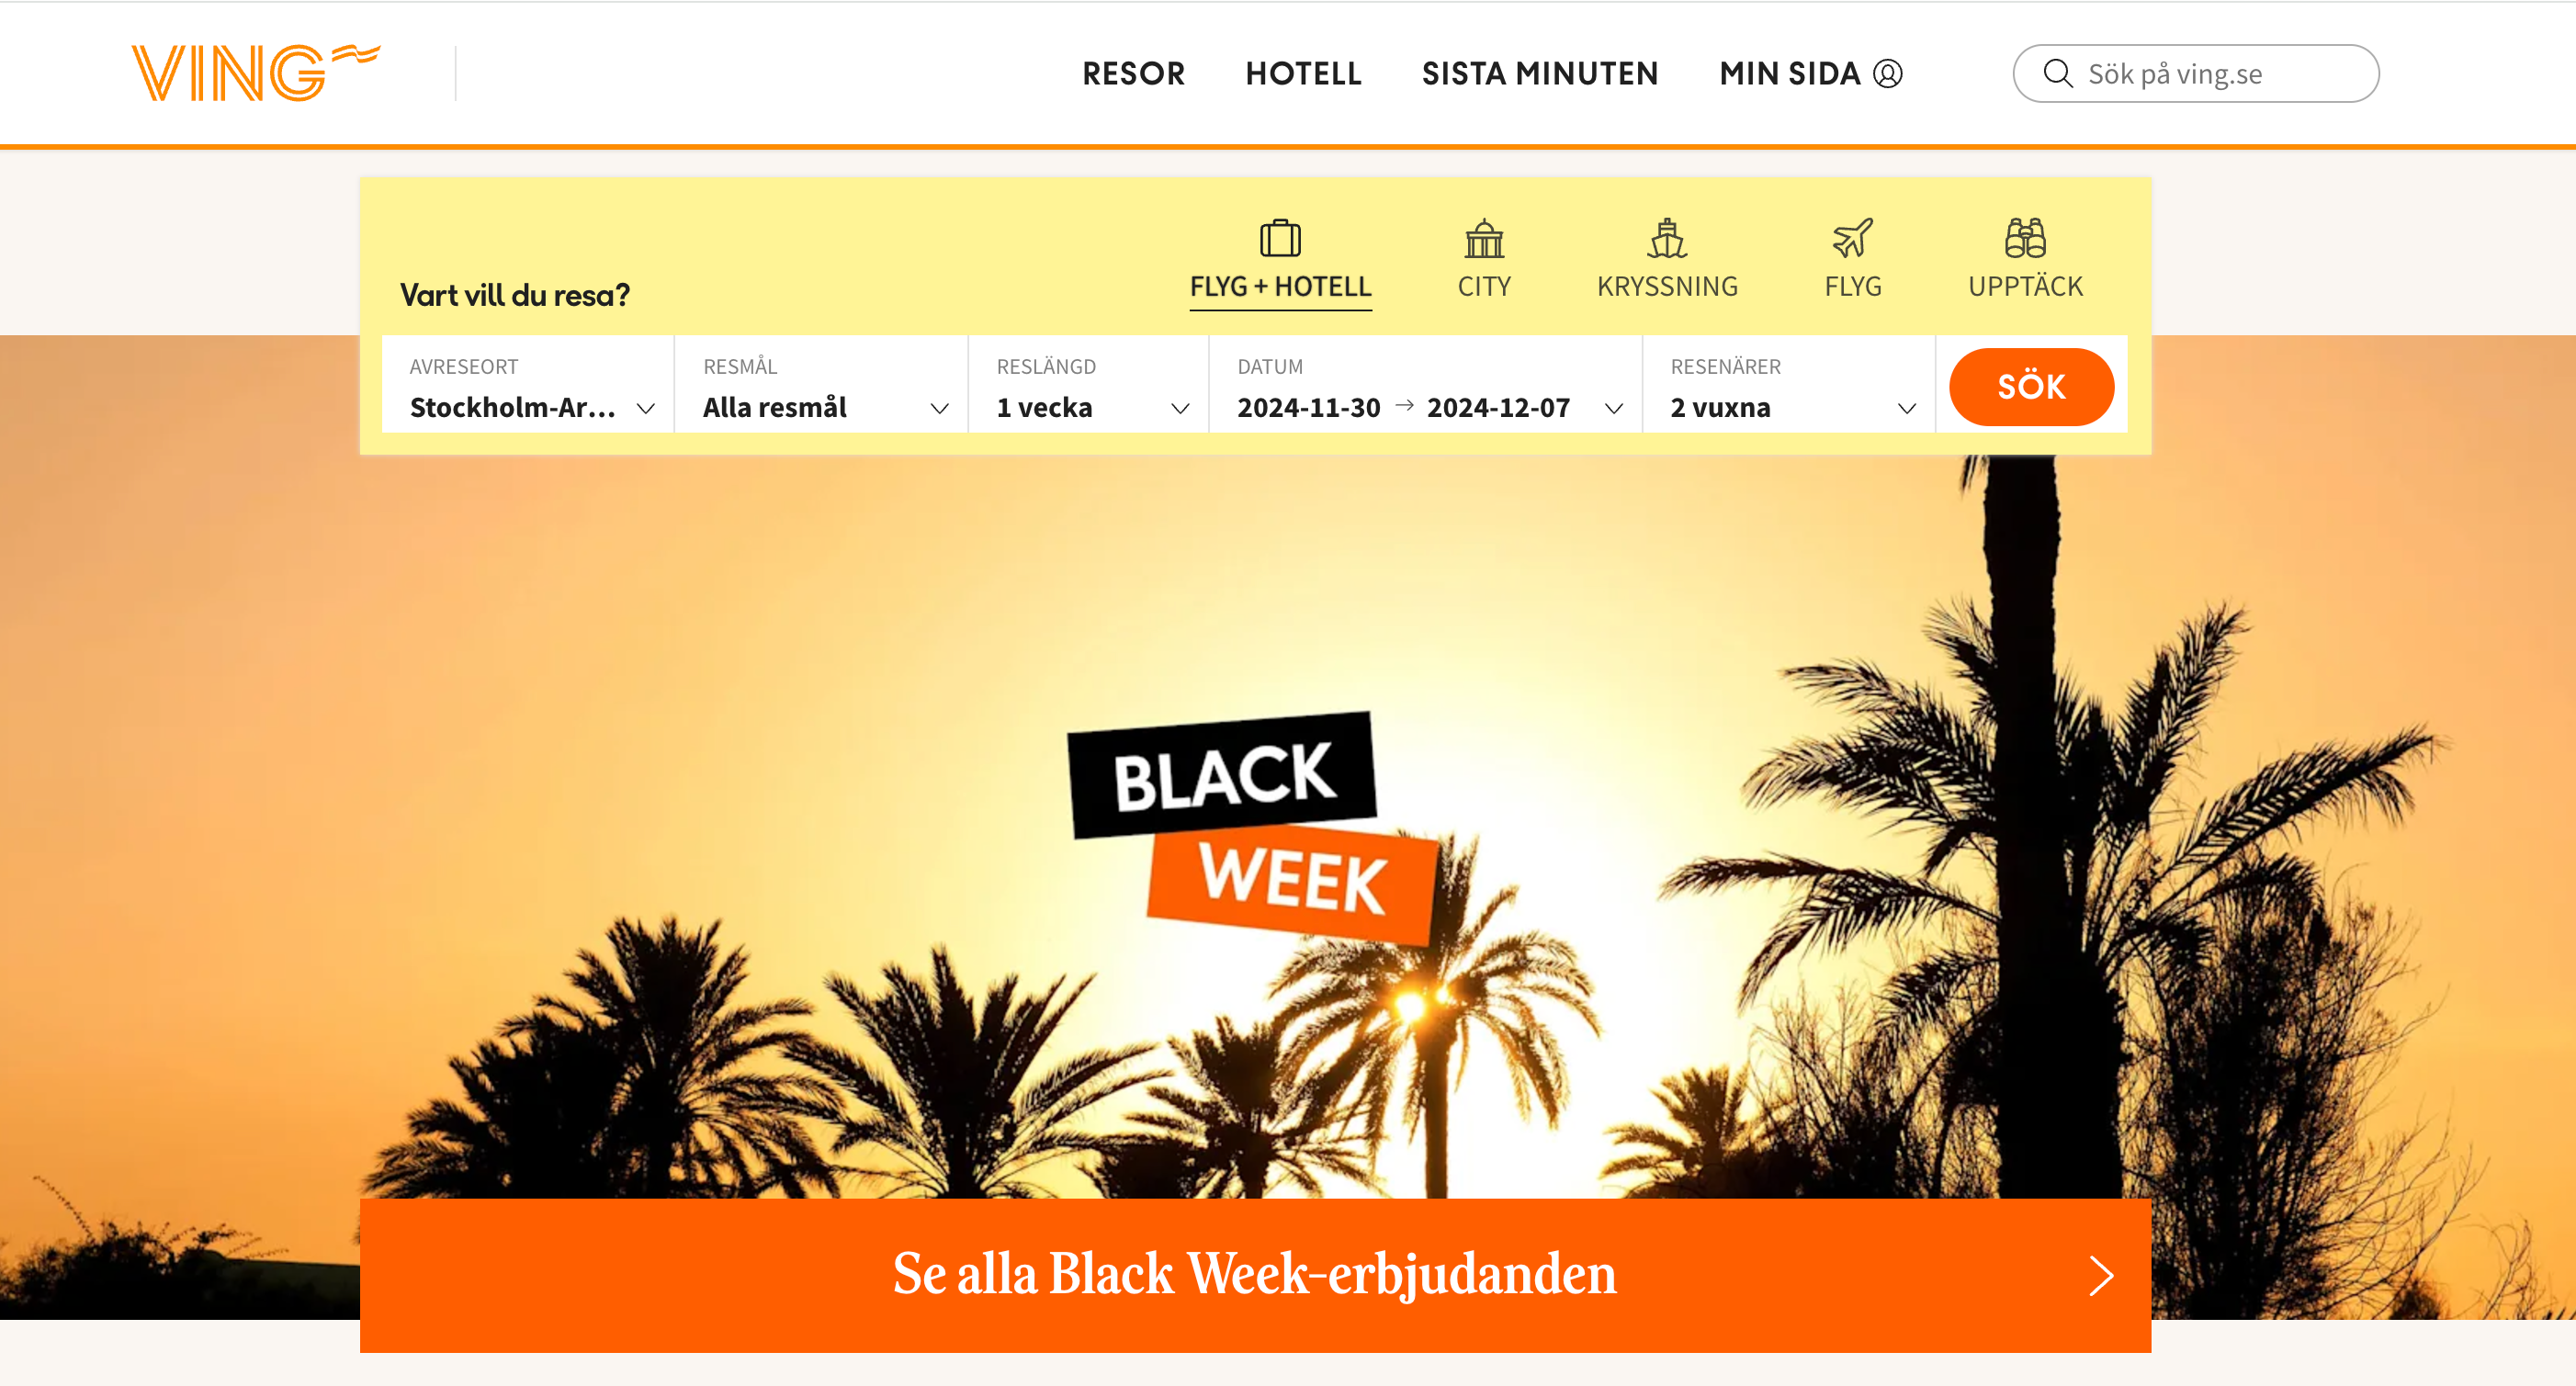 VING
RESOR HOTELL SISTA MINUTEN MIN SIDA Sök på ving.se
Vart vill du resa?
FLYG + HOTELL CITY KRYSSNING FLYG UPPTÄCK
AVRESEORT RESMÅL RESLÄNGD DATUM RESENÄRER
Stockholm-Ar... Alla resmål 1 vecka 2024-11-30 → 2024-12-07 2 vuxna SÖK
BLACK
WEEK
Se alla Black Week-erbjudanden